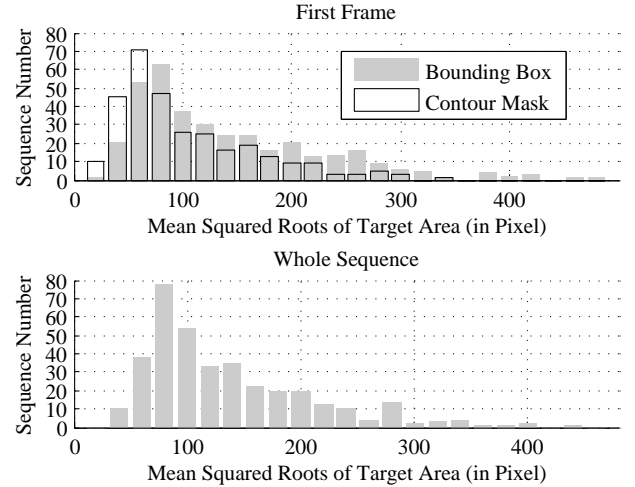 First Frame
Sequence Number
80
70
60
50
40
30
20
10
0
Bounding Box
Contour Mask
0 100 200 300 400
Mean Squared Roots of Target Area (in Pixel)
Whole Sequence
Sequence Number
80
70
60
50
40
30
20
10
0
0 100 200 300 400
Mean Squared Roots of Target Area (in Pixel)